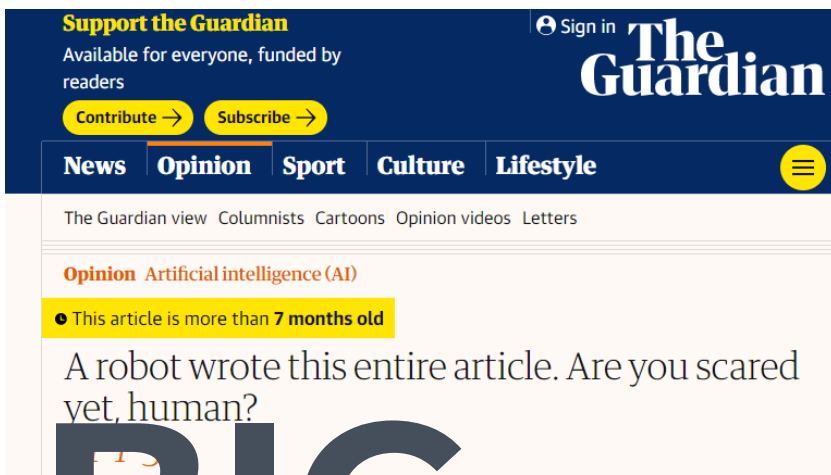 Support the Guardian
Available for everyone, funded by
readers
Contribute → Subscribe →
Sign in
The
Guardian
News Opinion Sport Culture Lifestyle
The Guardian view Columnists Cartoons Opinion videos Letters
Opinion Artificial intelligence (AI)
This article is more than 7 months old
A robot wrote this entire article. Are you scared
yet, human?